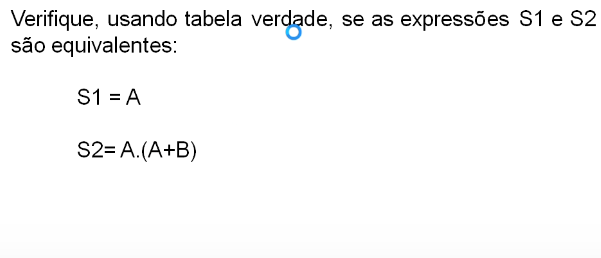 Verifique, usando tabela verdade, se as expressões S1 e S2
são equivalentes:
S1 = A
S2= A.(A+B)